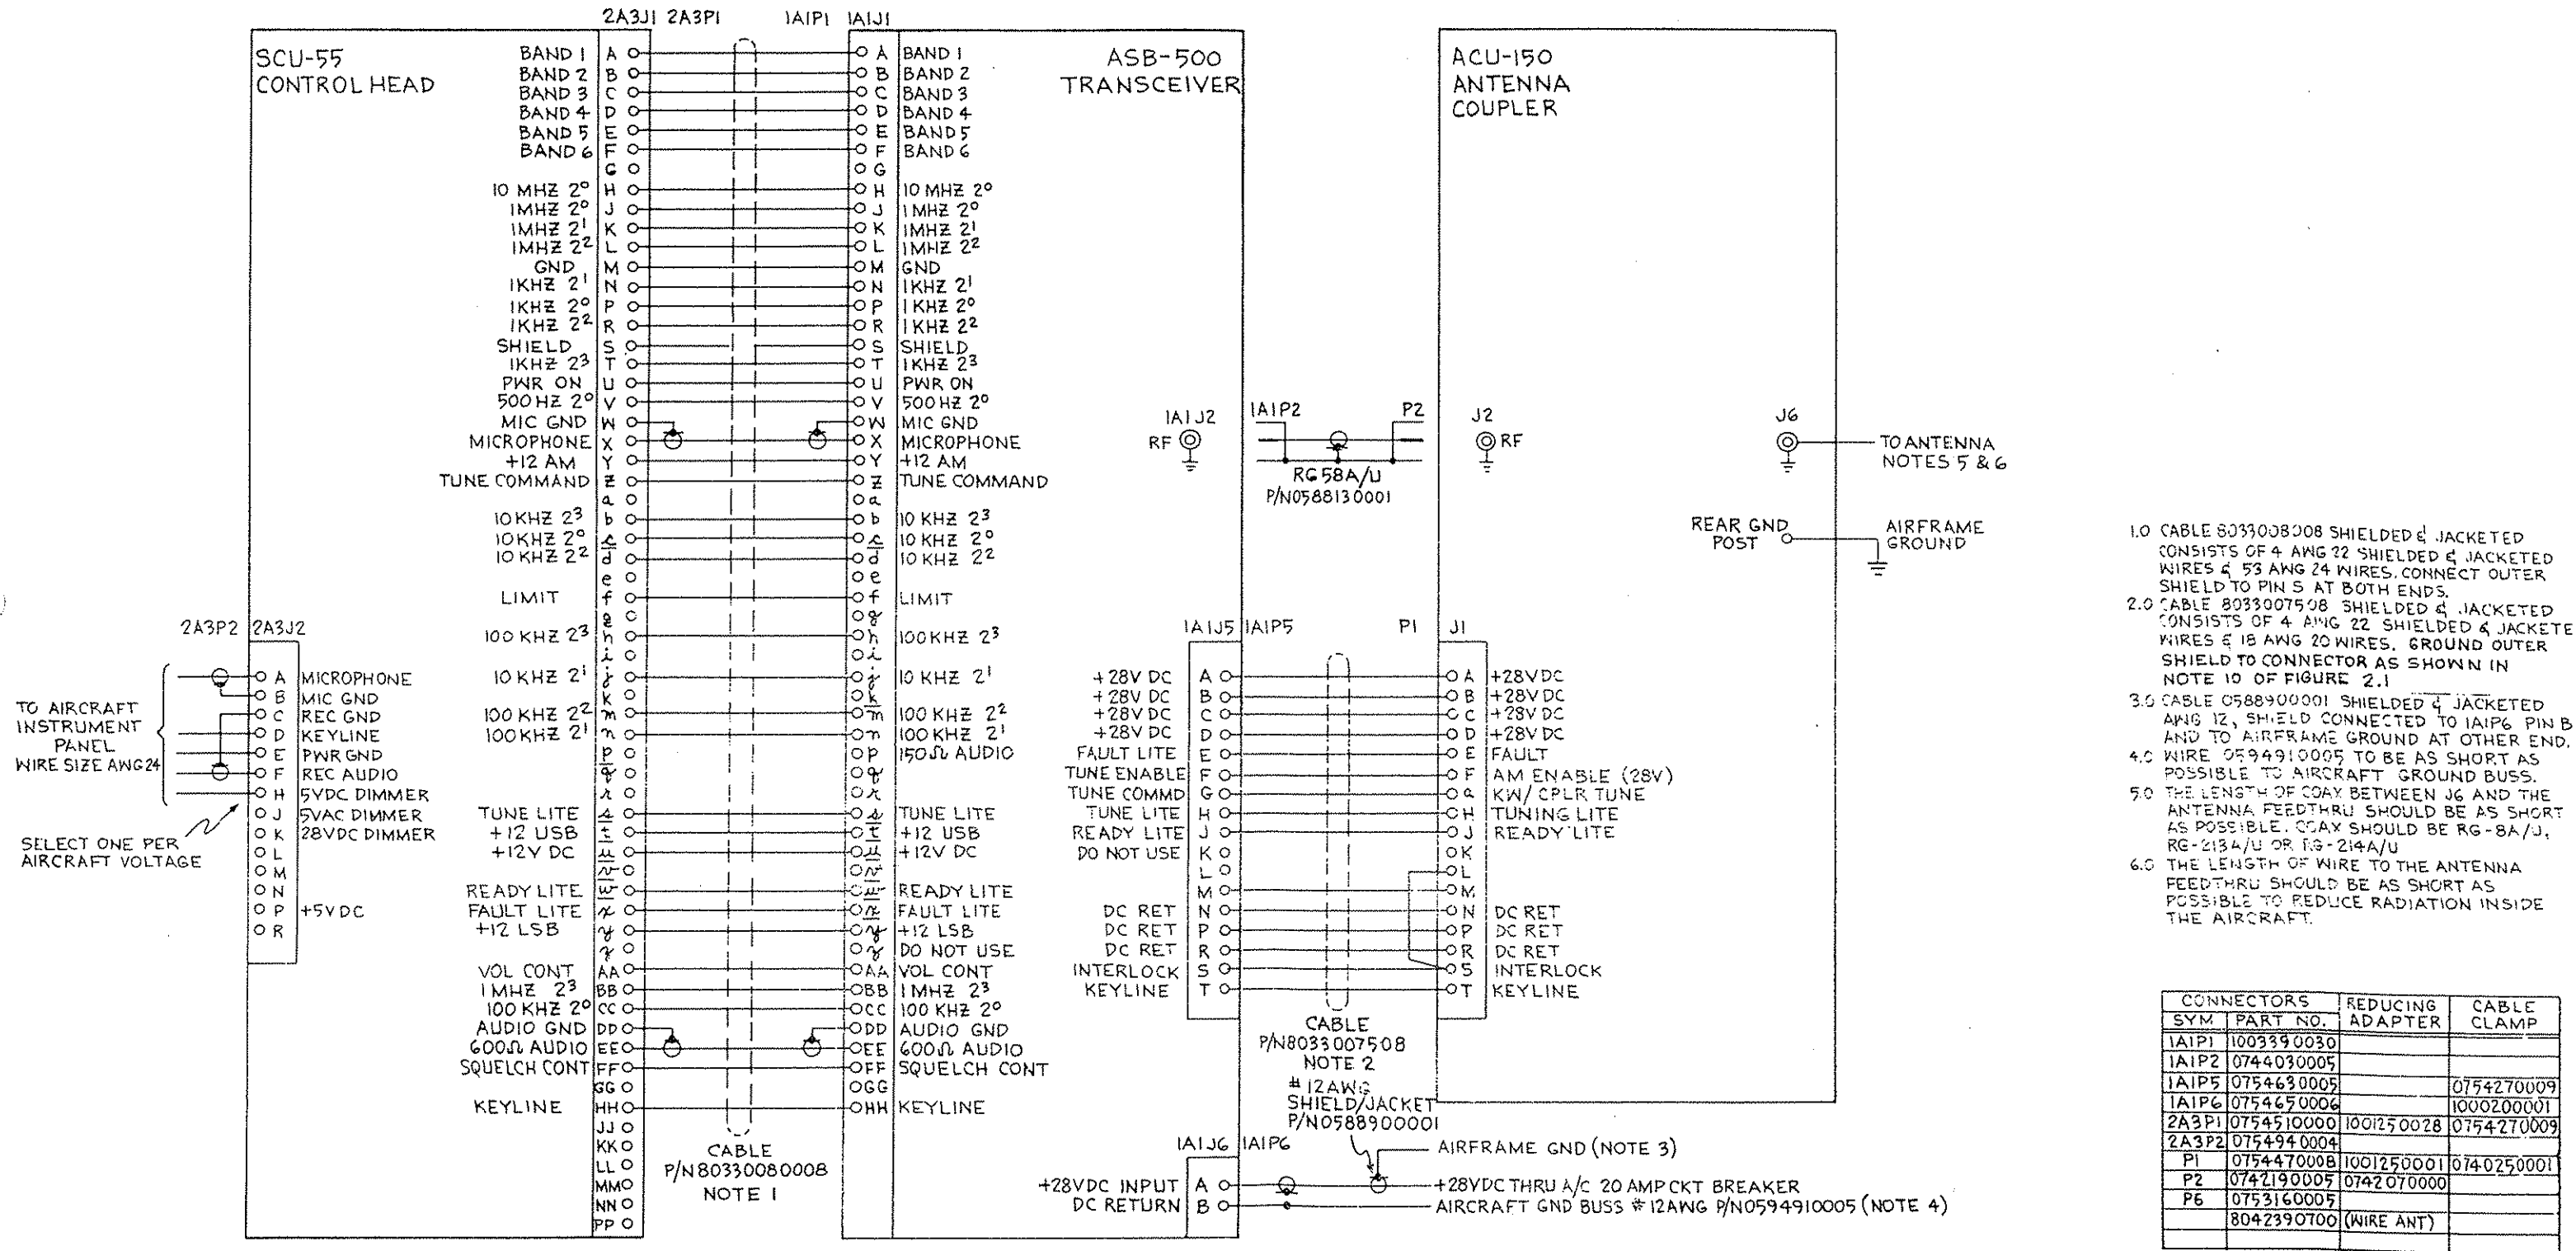 2A3J1 2A3P1 1A1P1 1A1J1
SCU-55
CONTROL HEAD
BAND 1 A
BAND 2 B
BAND 3 C
BAND 4 D
BAND 5 E
BAND 6 F
G
10 MHZ 2⁰ H
1MHZ 2⁰ J
1MHZ 2¹ K
1MHZ 2² L
GND M
1KHZ 2¹ N
1KHZ 2⁰ P
1KHZ 2² R
SHIELD S
1KHZ 2³ T
PWR ON U
500HZ 2⁰ V
MIC GND W
MICROPHONE X
+12 AM Y
TUNE COMMAND Z
a
10KHZ 2³ b
10KHZ 2⁰ c
10KHZ 2² d
e
LIMIT f
g
100 KHZ 2³ h
i
10 KHZ 2¹ j
k
100 KHZ 2² m
100KHZ 2¹ n
p
q
r
TUNE LITE s
+12 USB t
+12V DC u
v
READY LITE w
FAULT LITE x
+12 LSB y
z
VOL CONT AA
1MHZ 2³ BB
100 KHZ 2⁰ CC
AUDIO GND DD
600Ω AUDIO EE
SQUELCH CONT FF
GG
KEYLINE HH
JJ
KK
LL
MM
NN
PP
2A3P2 2A3J2
A MICROPHONE
B MIC GND
C REC GND
D KEYLINE
E PWR GND
F REC AUDIO
H 5VDC DIMMER
J 5VAC DIMMER
K 28VDC DIMMER
L
M
N
P +5VDC
R
TO AIRCRAFT
INSTRUMENT
PANEL
WIRE SIZE AWG24
SELECT ONE PER
AIRCRAFT VOLTAGE
CABLE
P/N80330080008
NOTE 1
ASB-500
TRANSCEIVER
A BAND 1
B BAND 2
C BAND 3
D BAND 4
E BAND 5
F BAND 6
G
H 10 MHZ 2⁰
J 1MHZ 2⁰
K 1MHZ 2¹
L 1MHZ 2²
M GND
N 1KHZ 2¹
P 1KHZ 2⁰
R 1KHZ 2²
S SHIELD
T 1KHZ 2³
U PWR ON
V 500HZ 2⁰
W MIC GND
X MICROPHONE
Y +12 AM
Z TUNE COMMAND
a
b 10 KHZ 2³
c 10 KHZ 2⁰
d 10 KHZ 2²
e
f LIMIT
g
h 100KHZ 2³
i
j 10 KHZ 2¹
k
m 100 KHZ 2²
n 100 KHZ 2¹
p 150Ω AUDIO
q
r
s TUNE LITE
t +12 USB
u +12V DC
v
w READY LITE
x FAULT LITE
y +12 LSB
z DO NOT USE
AA VOL CONT
BB 1MHZ 2³
CC 100 KHZ 2⁰
DD AUDIO GND
EE 600Ω AUDIO
FF SQUELCH CONT
GG
HH KEYLINE
1A1J2 1A1P2 P2 J2
RF RF
RG58A/U
P/N0588130001
1A1J5 1A1P5 P1 J1
+28V DC A A +28VDC
+28V DC B B +28VDC
+28V DC C C +28VDC
+28V DC D D +28VDC
FAULT LITE E E FAULT
TUNE ENABLE F F AM ENABLE (28V)
TUNE COMMD G G KW/CPLR TUNE
TUNE LITE H H TUNING LITE
READY LITE J J READY LITE
DO NOT USE K K
L L
M M
DC RET N N DC RET
DC RET P P DC RET
DC RET R R DC RET
INTERLOCK S S INTERLOCK
KEYLINE T T KEYLINE
CABLE
P/N8033007508
NOTE 2
#12AWG
SHIELD/JACKET
P/N0588900001
1A1J6 1A1P6
AIRFRAME GND (NOTE 3)
+28VDC INPUT A +28VDC THRU A/C 20 AMP CKT BREAKER
DC RETURN B AIRCRAFT GND BUSS #12AWG P/N0594910005 (NOTE 4)
ACU-150
ANTENNA
COUPLER
J6
TO ANTENNA
NOTES 5 & 6
REAR GND
POST
AIRFRAME
GROUND
1.0 CABLE 8033008008 SHIELDED & JACKETED
CONSISTS OF 4 AWG 22 SHIELDED & JACKETED
WIRES & 53 AWG 24 WIRES. CONNECT OUTER
SHIELD TO PIN S AT BOTH ENDS.
2.0 CABLE 8033007508 SHIELDED & JACKETED
CONSISTS OF 4 AWG 22 SHIELDED & JACKETE
WIRES & 18 AWG 20 WIRES. GROUND OUTER
SHIELD TO CONNECTOR AS SHOWN IN
NOTE 10 OF FIGURE 2.1
3.0 CABLE 0588900001 SHIELDED & JACKETED
AWG 12, SHIELD CONNECTED TO 1A1P6 PIN B
AND TO AIRFRAME GROUND AT OTHER END.
4.0 WIRE 0594910005 TO BE AS SHORT AS
POSSIBLE TO AIRCRAFT GROUND BUSS.
5.0 THE LENGTH OF COAX BETWEEN J6 AND THE
ANTENNA FEEDTHRU SHOULD BE AS SHORT
AS POSSIBLE. COAX SHOULD BE RG-8A/U,
RG-213A/U OR RG-214A/U
6.0 THE LENGTH OF WIRE TO THE ANTENNA
FEEDTHRU SHOULD BE AS SHORT AS
POSSIBLE TO REDUCE RADIATION INSIDE
THE AIRCRAFT.
CONNECTORS REDUCING ADAPTER CABLE CLAMP
SYM PART NO.
1A1P1 1003390030
1A1P2 0744030005
1A1P5 0754630005 0754270009
1A1P6 0754650006 1000200001
2A3P1 0754510000 1001250028 0754270009
2A3P2 0754940004
P1 0754470008 1001250001 0740250001
P2 0742190005 0742070000
P6 0753160005
8042390700 (WIRE ANT)